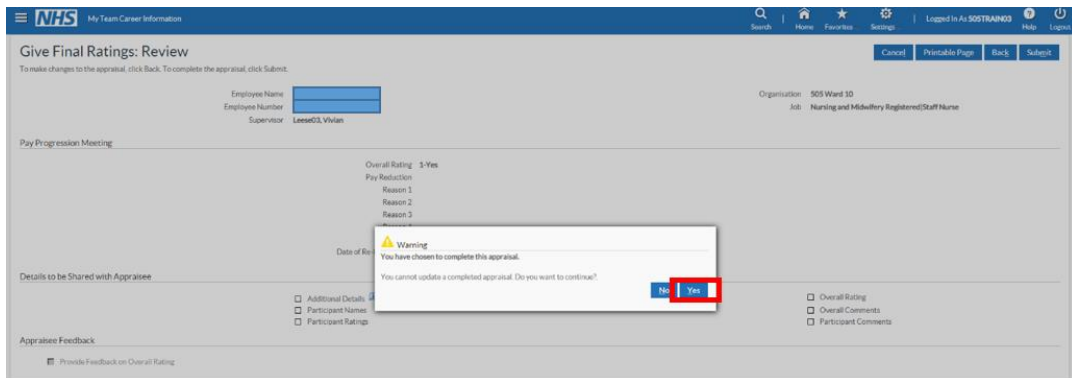 NHS My Team Career Information
Search Home Favorites Settings Logged In As SOSTRAIN03 Help Logout
Give Final Ratings: Review
Cancel Printable Page Back Submit
To make changes to the appraisal, click Back. To complete the appraisal, click Submit.
Employee Name
Organisation 505 Ward 10
Employee Number
Job Nursing and Midwifery Registered|Staff Nurse
Supervisor Leese03, Vivian
Pay Progression Meeting
Overall Rating 1-Yes
Pay Reduction
Reason 1
Reason 2
Reason 3
Date of
Warning
You have chosen to complete this appraisal.
You cannot update a completed appraisal. Do you want to continue?
No Yes
Details to be Shared with Appraisee
Additional Details
Overall Rating
Participant Names
Overall Comments
Participant Ratings
Participant Comments
Appraisee Feedback
Provide Feedback on Overall Rating